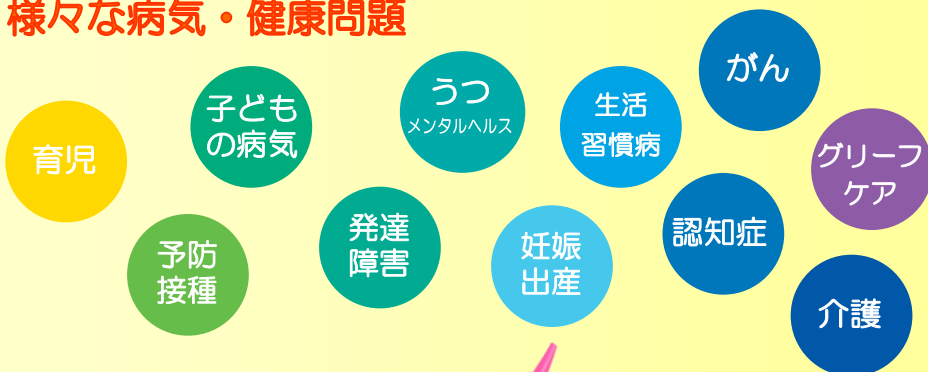 様々な病気・健康問題
育児
子ども
の病気
うつ
メンタルヘルス
生活
習慣病
がん
グリーフ
ケア
予防
接種
発達
障害
妊娠
出産
認知症
介護